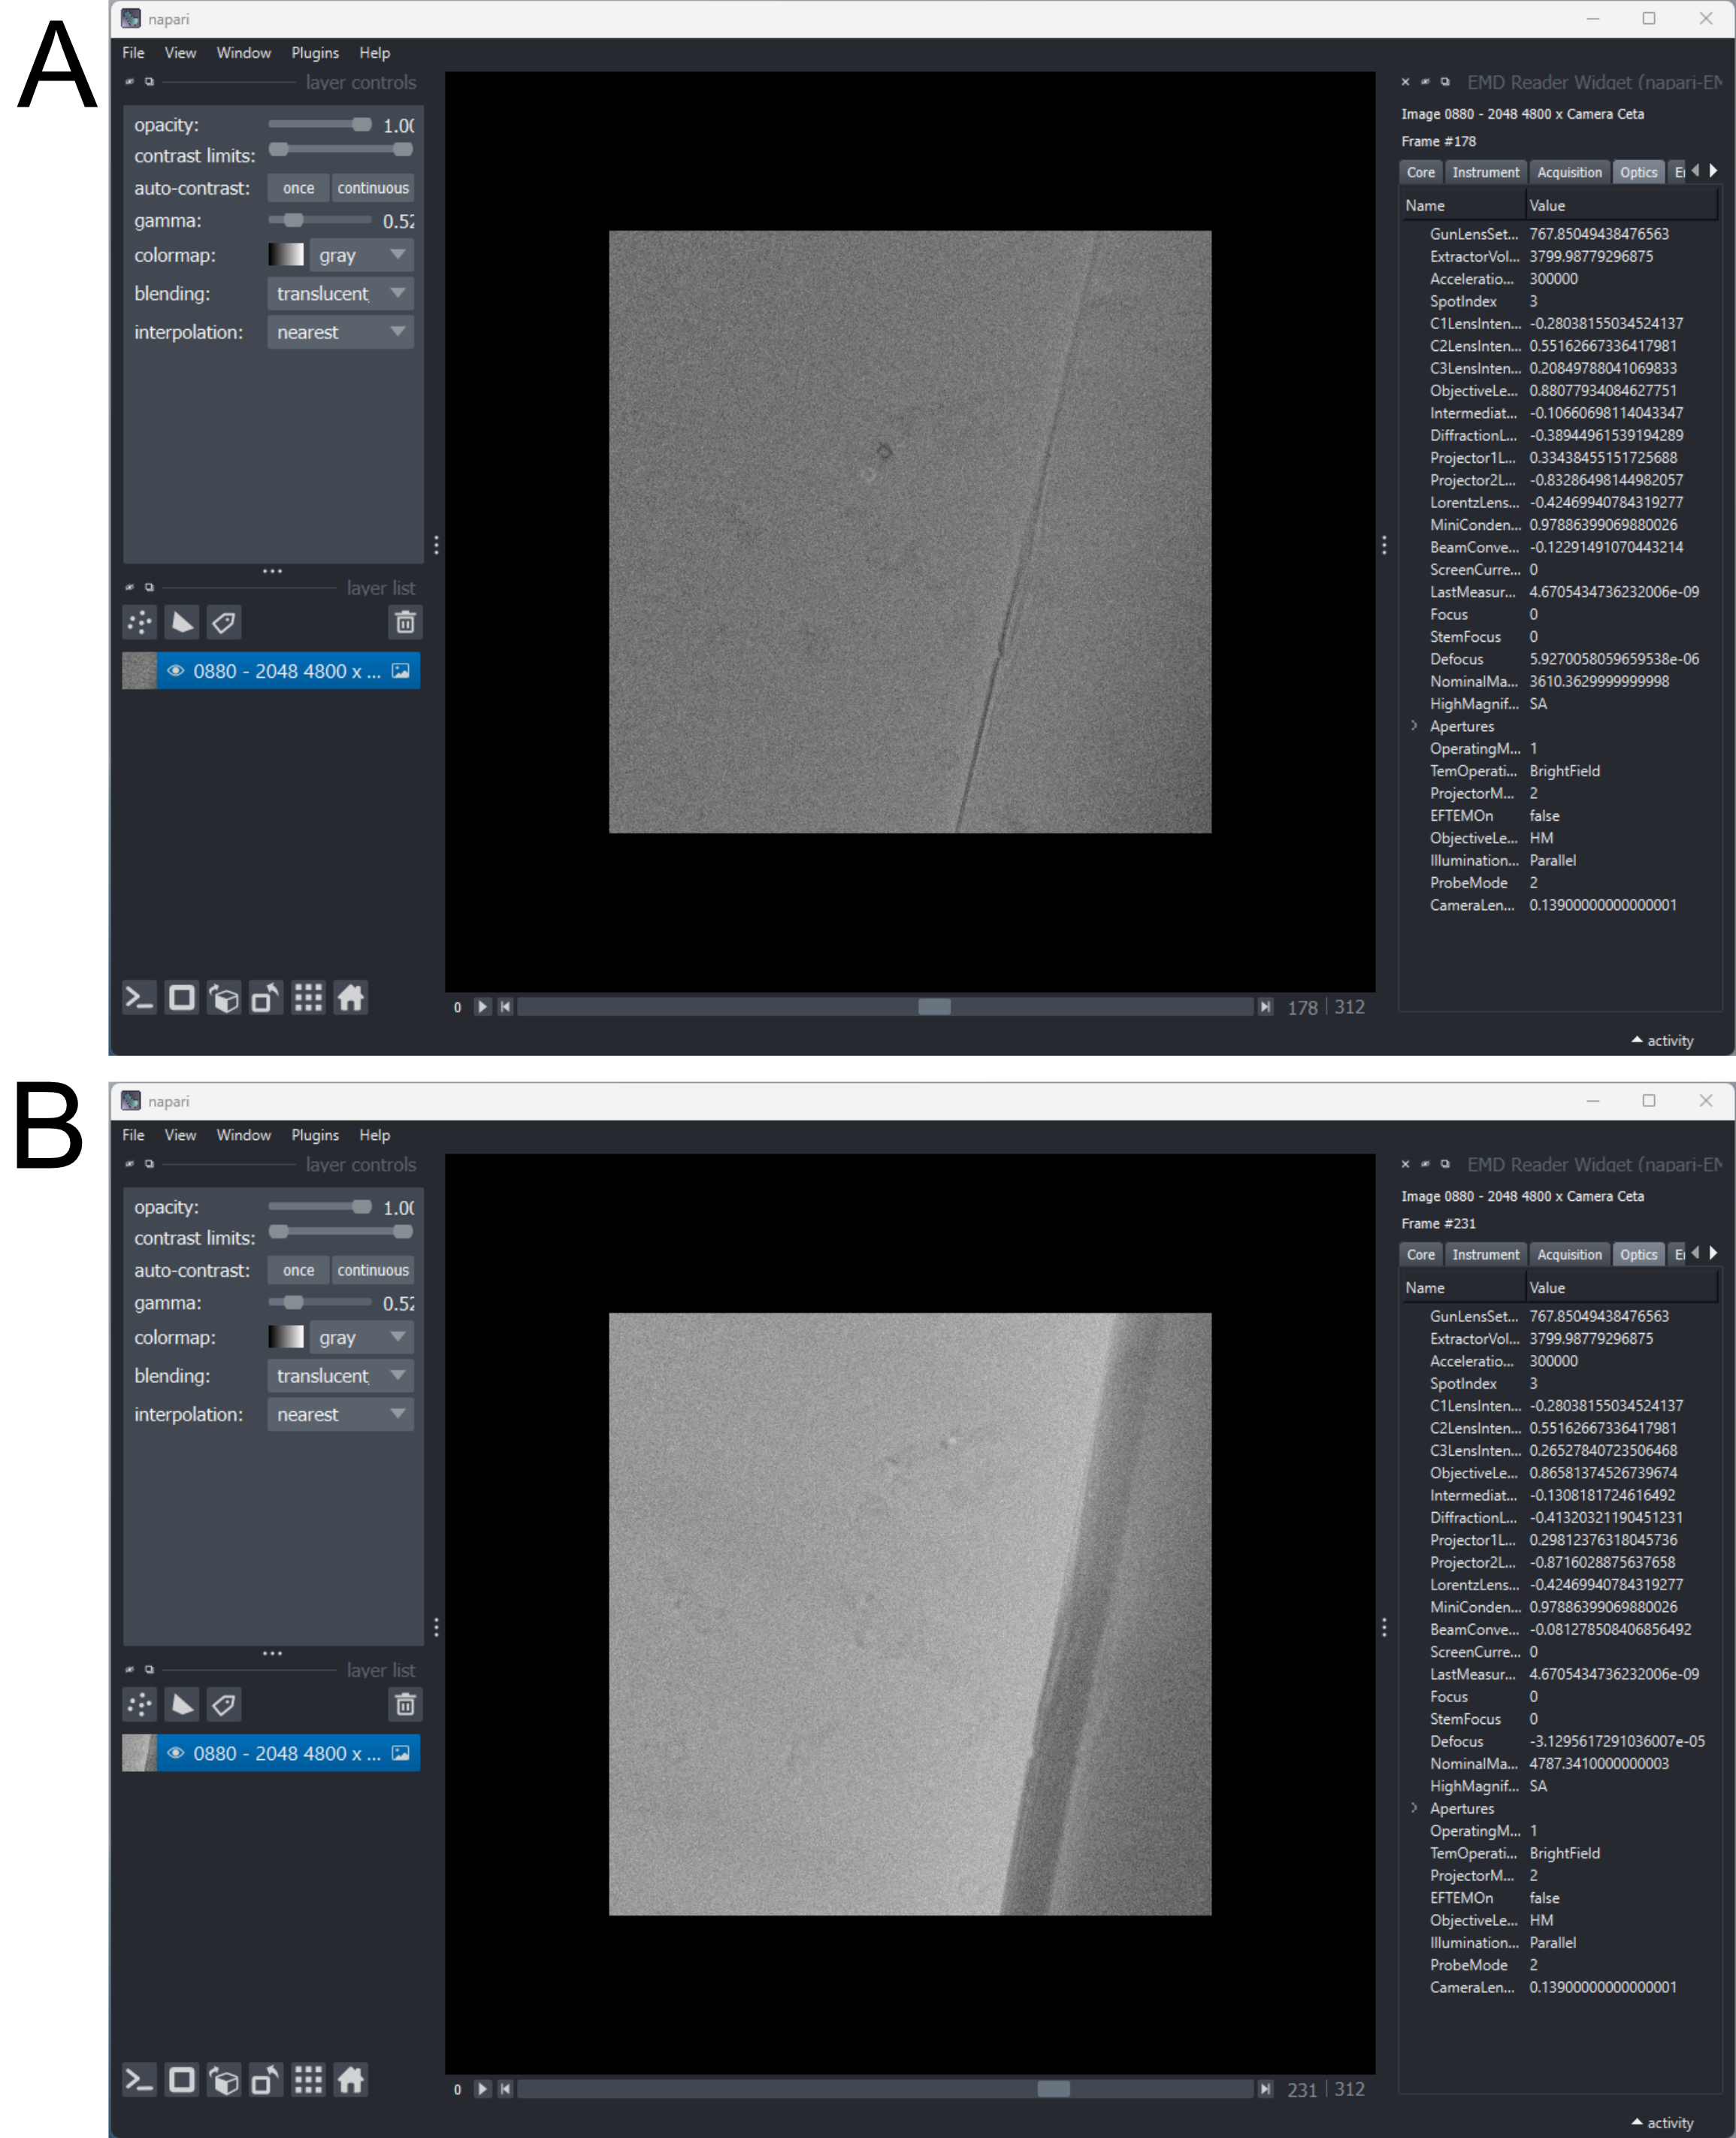 A
napari
File View Window Plugins Help
layer controls
opacity: 1.00
contrast limits:
auto-contrast: once continuous
gamma: 0.52
colormap: gray
blending: translucent
interpolation: nearest
layer list
0880 - 2048 4800 x ...
0
178 | 312
EMD Reader Widget (napari-EM
Image 0880 - 2048 4800 x Camera Ceta
Frame #178
Core Instrument Acquisition Optics
Name Value
GunLensSet... 767.85049438476563
ExtractorVol... 3799.98779296875
Acceleratio... 300000
SpotIndex 3
C1LensInten... -0.28038155034524137
C2LensInten... 0.55162667336417981
C3LensInten... 0.20849788041069833
ObjectiveLe... 0.88077934084627751
Intermediat... -0.10660698114043347
DiffractionL... -0.38944961539194289
Projector1L... 0.33438455151725688
Projector2L... -0.83286498144982057
LorentzLens... -0.42469940784319277
MiniConden... 0.97886399069880026
BeamConve... -0.12291491070443214
ScreenCurre... 0
LastMeasur... 4.6705434736232006e-09
Focus 0
StemFocus 0
Defocus 5.9270058059659538e-06
NominalMa... 3610.3629999999998
HighMagnif... SA
Apertures
OperatingM... 1
TemOperati... BrightField
ProjectorM... 2
EFTEMOn false
ObjectiveLe... HM
Illumination... Parallel
ProbeMode 2
CameraLen... 0.13900000000000001
activity
B
napari
File View Window Plugins Help
layer controls
opacity: 1.00
contrast limits:
auto-contrast: once continuous
gamma: 0.52
colormap: gray
blending: translucent
interpolation: nearest
layer list
0880 - 2048 4800 x ...
0
231 | 312
EMD Reader Widget (napari-EM
Image 0880 - 2048 4800 x Camera Ceta
Frame #231
Core Instrument Acquisition Optics
Name Value
GunLensSet... 767.85049438476563
ExtractorVol... 3799.98779296875
Acceleratio... 300000
SpotIndex 3
C1LensInten... -0.28038155034524137
C2LensInten... 0.55162667336417981
C3LensInten... 0.26527840723506468
ObjectiveLe... 0.86581374526739674
Intermediat... -0.1308181724616492
DiffractionL... -0.41320321190451231
Projector1L... 0.29812376318045736
Projector2L... -0.8716028875637658
LorentzLens... -0.42469940784319277
MiniConden... 0.97886399069880026
BeamConve... -0.081278508406856492
ScreenCurre... 0
LastMeasur... 4.6705434736232006e-09
Focus 0
StemFocus 0
Defocus -3.1295617291036007e-05
NominalMa... 4787.3410000000003
HighMagnif... SA
Apertures
OperatingM... 1
TemOperati... BrightField
ProjectorM... 2
EFTEMOn false
ObjectiveLe... HM
Illumination... Parallel
ProbeMode 2
CameraLen... 0.13900000000000001
activity